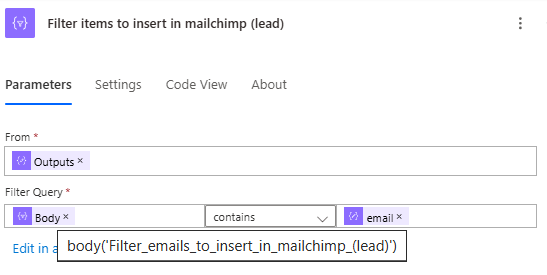 Filter items to insert in mailchimp (lead)
Parameters Settings Code View About
From *
Outputs ×
Filter Query *
Body × contains email ×
Edit in a
body('Filter_emails_to_insert_in_mailchimp_(lead)')